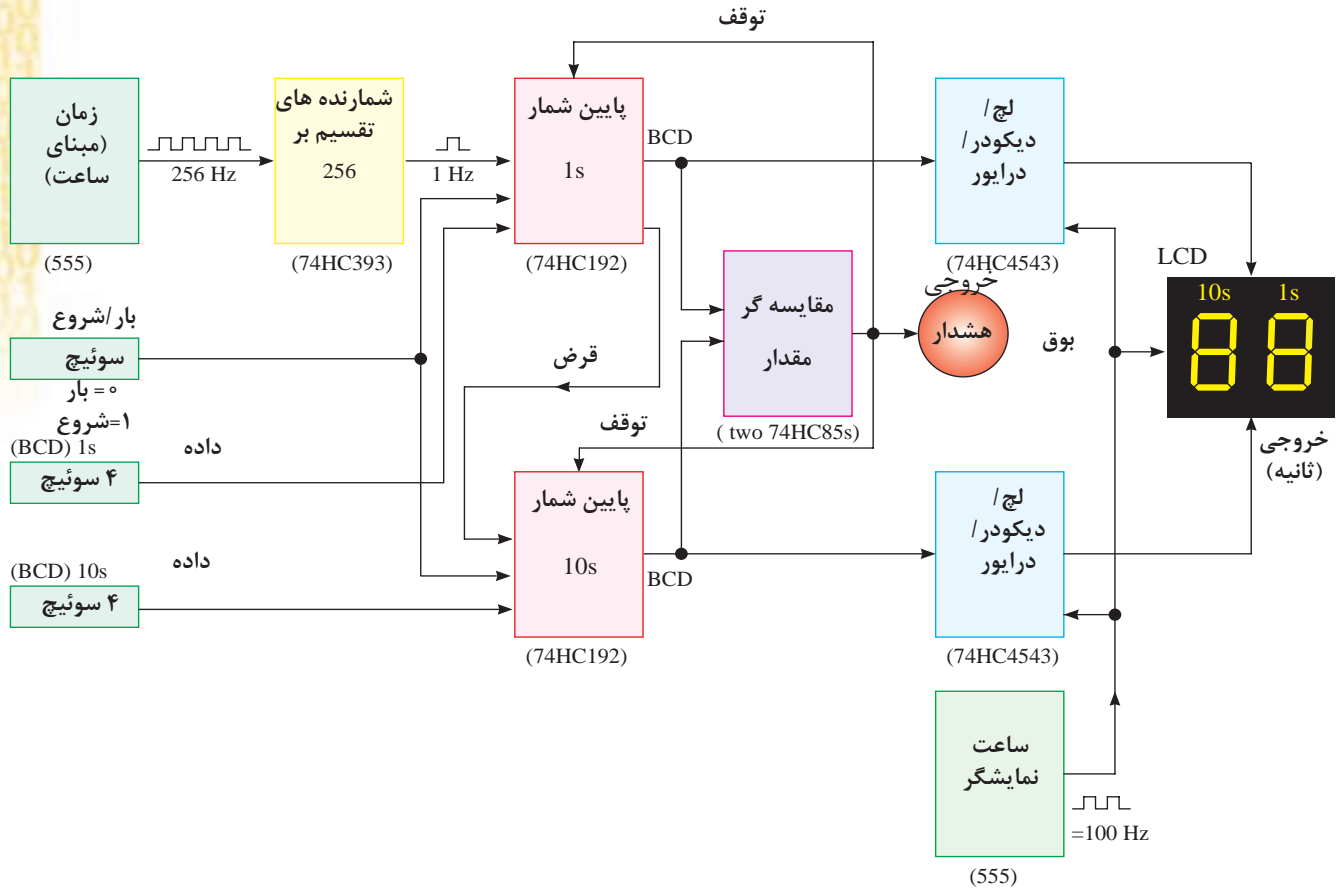 توقف
زمان
(مبنای
ساعت)
(555)
256 Hz
شمارنده های
تقسیم بر
256
(74HC393)
1 Hz
پایین شمار
1s
(74HC192)
BCD
لچ/
دیکودر/
درایور
(74HC4543)
LCD
10s 1s
خروجی
(ثانیه)
مقایسه گر
مقدار
( two 74HC85s)
خروجی
هشدار
بوق
بار/شروع
سوئیچ
۰= بار
۱=شروع
قرض
توقف
(BCD) 1s
داده
۴ سوئیچ
(BCD) 10s
داده
۴ سوئیچ
پایین شمار
10s
(74HC192)
BCD
لچ/
دیکودر/
درایور
(74HC4543)
ساعت
نمایشگر
=100 Hz
(555)